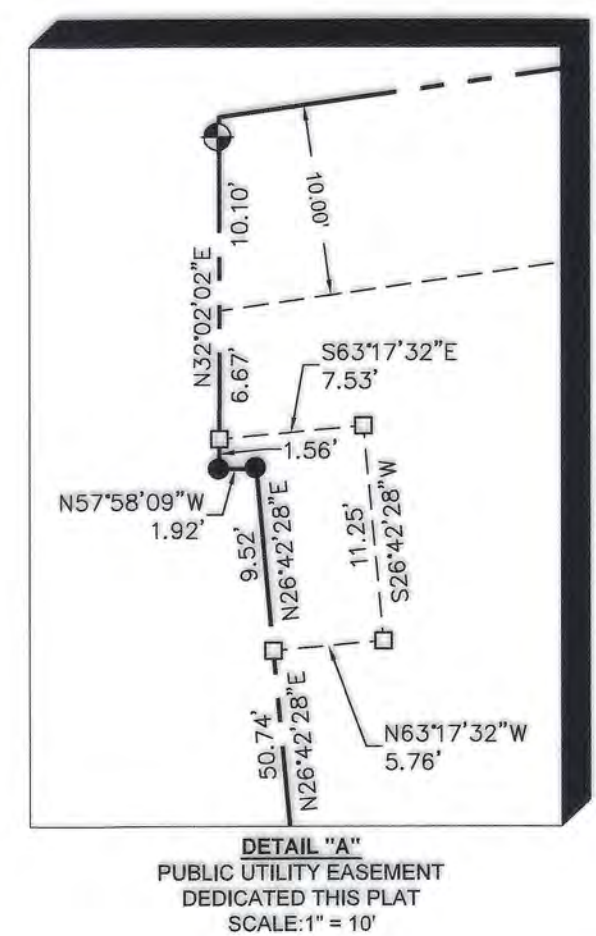 10.10'
10.00'
N32°02'02"E
6.67'
S63°17'32"E
7.53'
1.56'
N57°58'09"W
1.92'
9.52'
N26°42'28"E
11.25'
S26°42'28"W
50.74'
N26°42'28"E
N63°17'32"W
5.76'
DETAIL "A"
PUBLIC UTILITY EASEMENT
DEDICATED THIS PLAT
SCALE:1" = 10'